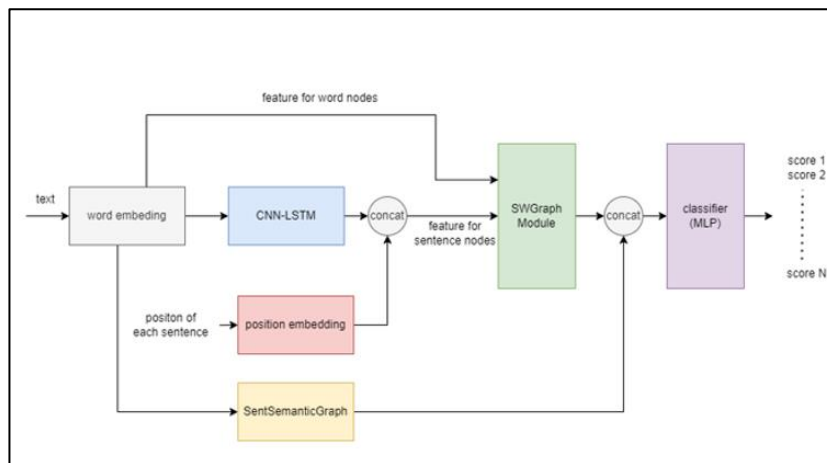 feature for word nodes
text
word embeding
CNN-LSTM
concat
feature for
sentence nodes
SWGraph
Module
concat
classifier
(MLP)
score 1
score 2
score N
positon of
each sentence
position embedding
SentSemanticGraph